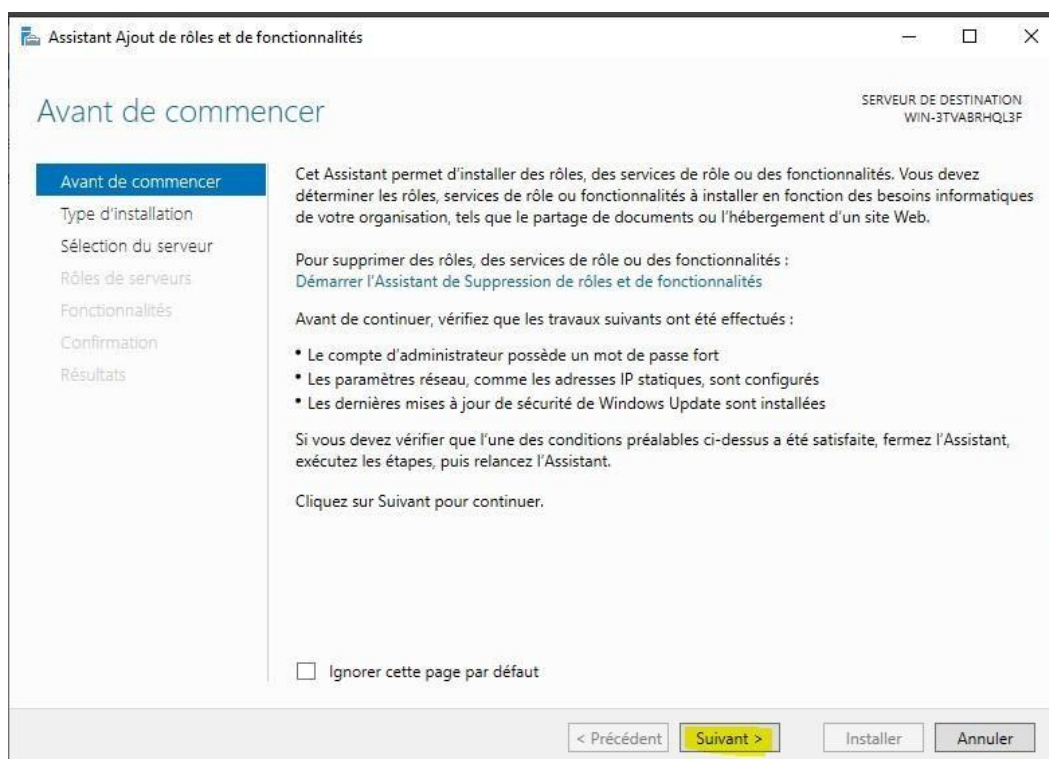 Assistant Ajout de rôles et de fonctionnalités
Avant de commencer
SERVEUR DE DESTINATION
WIN-3TVABRHQL3F
Avant de commencer
Type d'installation
Sélection du serveur
Rôles de serveurs
Fonctionnalités
Confirmation
Résultats
Cet Assistant permet d'installer des rôles, des services de rôle ou des fonctionnalités. Vous devez
déterminer les rôles, services de rôle ou fonctionnalités à installer en fonction des besoins informatiques
de votre organisation, tels que le partage de documents ou l'hébergement d'un site Web.
Pour supprimer des rôles, des services de rôle ou des fonctionnalités :
Démarrer l'Assistant de Suppression de rôles et de fonctionnalités
Avant de continuer, vérifiez que les travaux suivants ont été effectués :
• Le compte d'administrateur possède un mot de passe fort
• Les paramètres réseau, comme les adresses IP statiques, sont configurés
• Les dernières mises à jour de sécurité de Windows Update sont installées
Si vous devez vérifier que l'une des conditions préalables ci-dessus a été satisfaite, fermez l'Assistant,
exécutez les étapes, puis relancez l'Assistant.
Cliquez sur Suivant pour continuer.
Ignorer cette page par défaut
< Précédent
Suivant >
Installer
Annuler